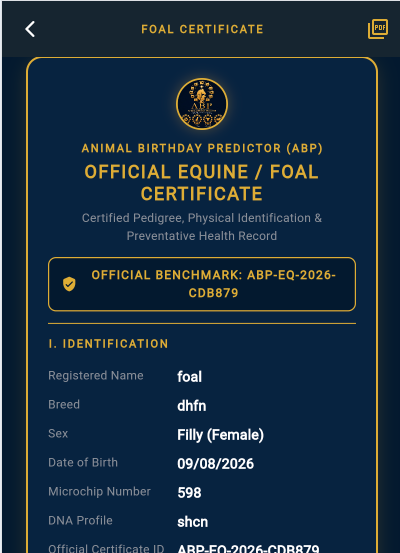 FOAL CERTIFICATE
PDF
ABP
ANIMAL BIRTHDAY PREDICTOR (ABP)
OFFICIAL EQUINE / FOAL
CERTIFICATE
Certified Pedigree, Physical Identification &
Preventative Health Record
OFFICIAL BENCHMARK: ABP-EQ-2026-
CDB879
I. IDENTIFICATION
Registered Name foal
Breed dhfn
Sex Filly (Female)
Date of Birth 09/08/2026
Microchip Number 598
DNA Profile shcn
Official Certificate ID ABP-EQ-2026-CDB879